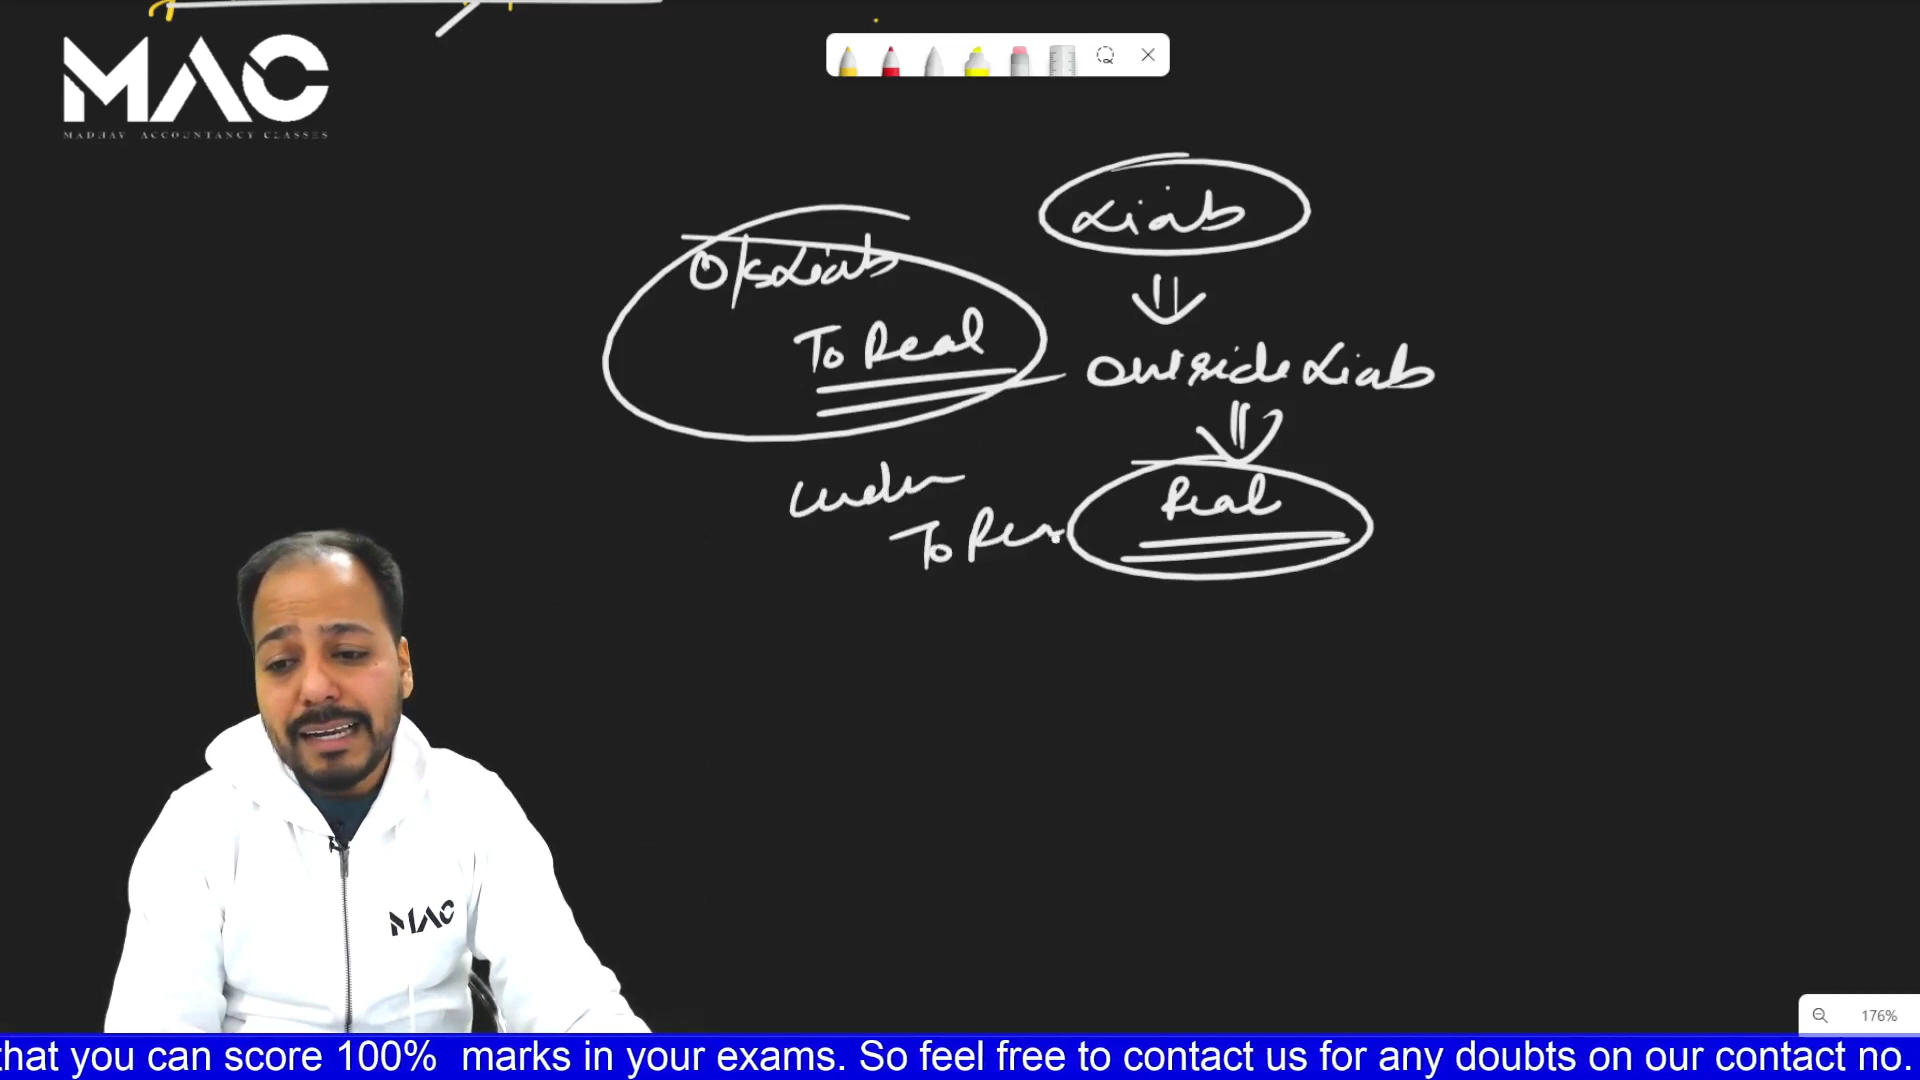 MAC
MADHAV ACCOUNTANCY CLASSES
Liab
O/s Liab
To Real
Outside Liab
Real
To Rea
MAC
176%
that you can score 100% marks in your exams. So feel free to contact us for any doubts on our contact no.